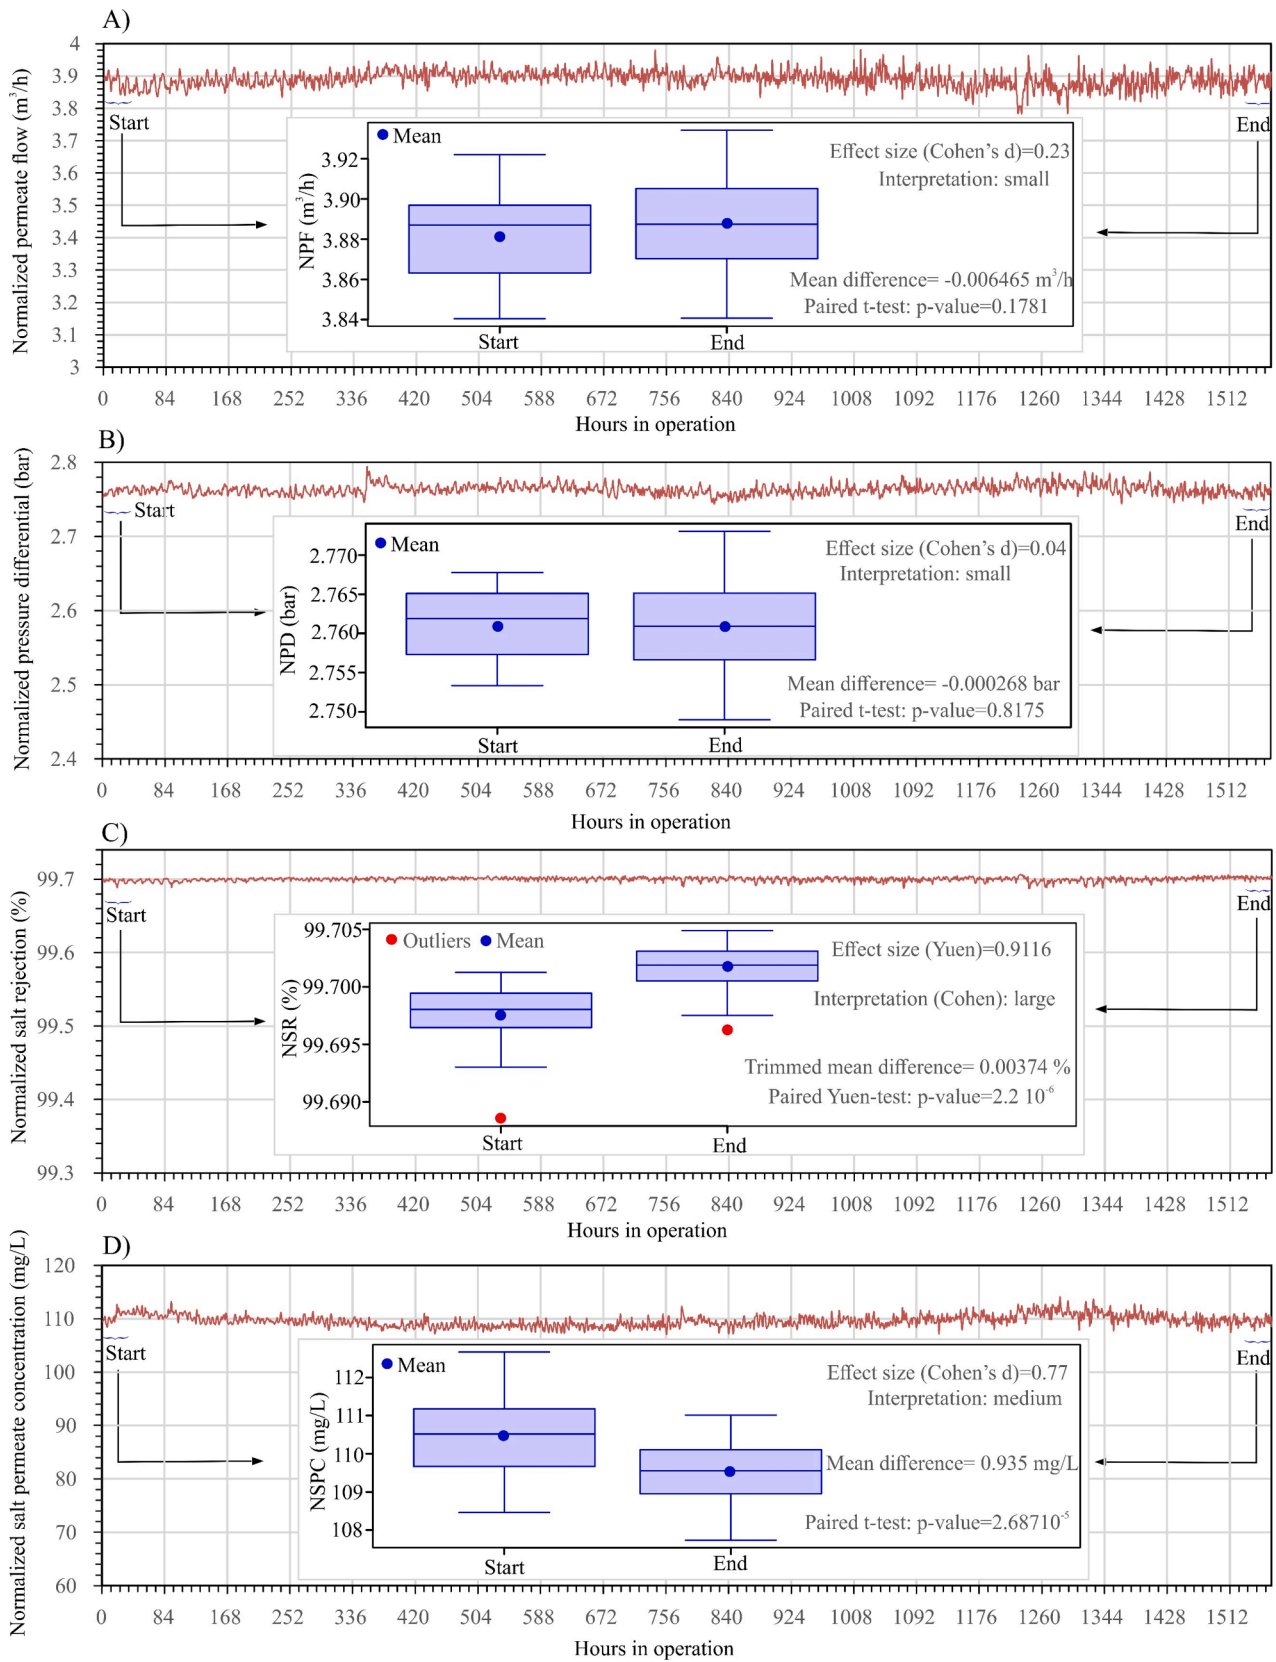 A)
Normalized permeate flow (m³/h)
4
3.9
3.8
3.7
3.6
3.5
3.4
3.3
3.2
3.1
3
Start
End
Mean
NPF (m³/h)
3.92
3.90
3.88
3.86
3.84
Effect size (Cohen's d)=0.23
Interpretation: small
Mean difference= -0.006465 m³/h
Paired t-test: p-value=0.1781
Start End
0 84 168 252 336 420 504 588 672 756 840 924 1008 1092 1176 1260 1344 1428 1512
Hours in operation
B)
Normalized pressure differential (bar)
2.8
2.7
2.6
2.5
2.4
Start
End
Mean
NPD (bar)
2.770
2.765
2.760
2.755
2.750
Effect size (Cohen's d)=0.04
Interpretation: small
Mean difference= -0.000268 bar
Paired t-test: p-value=0.8175
Start End
0 84 168 252 336 420 504 588 672 756 840 924 1008 1092 1176 1260 1344 1428 1512
Hours in operation
C)
Normalized salt rejection (%)
99.7
99.6
99.5
99.4
99.3
Start
End
Outliers Mean
NSR (%)
99.705
99.700
99.695
99.690
Effect size (Yuen)=0.9116
Interpretation (Cohen): large
Trimmed mean difference= 0.00374 %
Paired Yuen-test: p-value=2.2 10⁻⁶
Start End
0 84 168 252 336 420 504 588 672 756 840 924 1008 1092 1176 1260 1344 1428 1512
Hours in operation
D)
Normalized salt permeate concentration (mg/L)
120
110
100
90
80
70
60
Start
End
Mean
NSPC (mg/L)
112
111
110
109
108
Effect size (Cohen's d)=0.77
Interpretation: medium
Mean difference= 0.935 mg/L
Paired t-test: p-value=2.68710⁻⁵
Start End
0 84 168 252 336 420 504 588 672 756 840 924 1008 1092 1176 1260 1344 1428 1512
Hours in operation